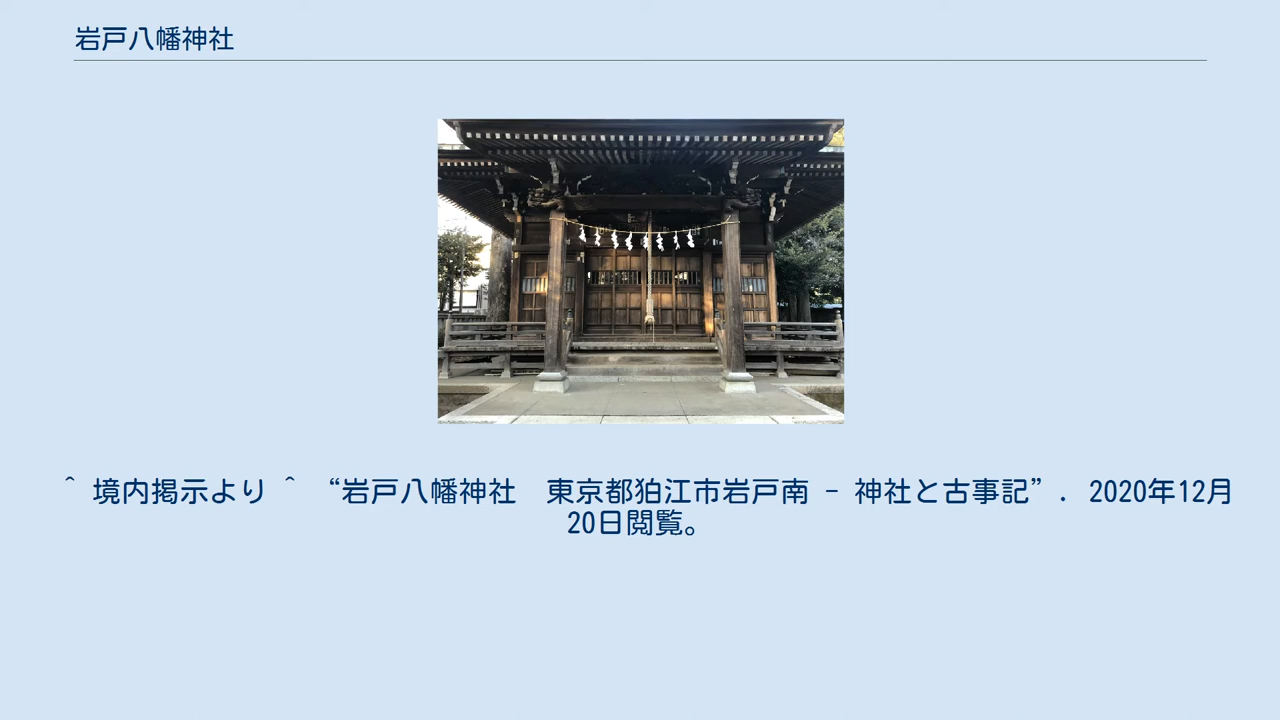 岩戸八幡神社
^ 境内掲示より ^ “岩戸八幡神社　東京都狛江市岩戸南 - 神社と古事記”. 2020年12月
20日閲覧。